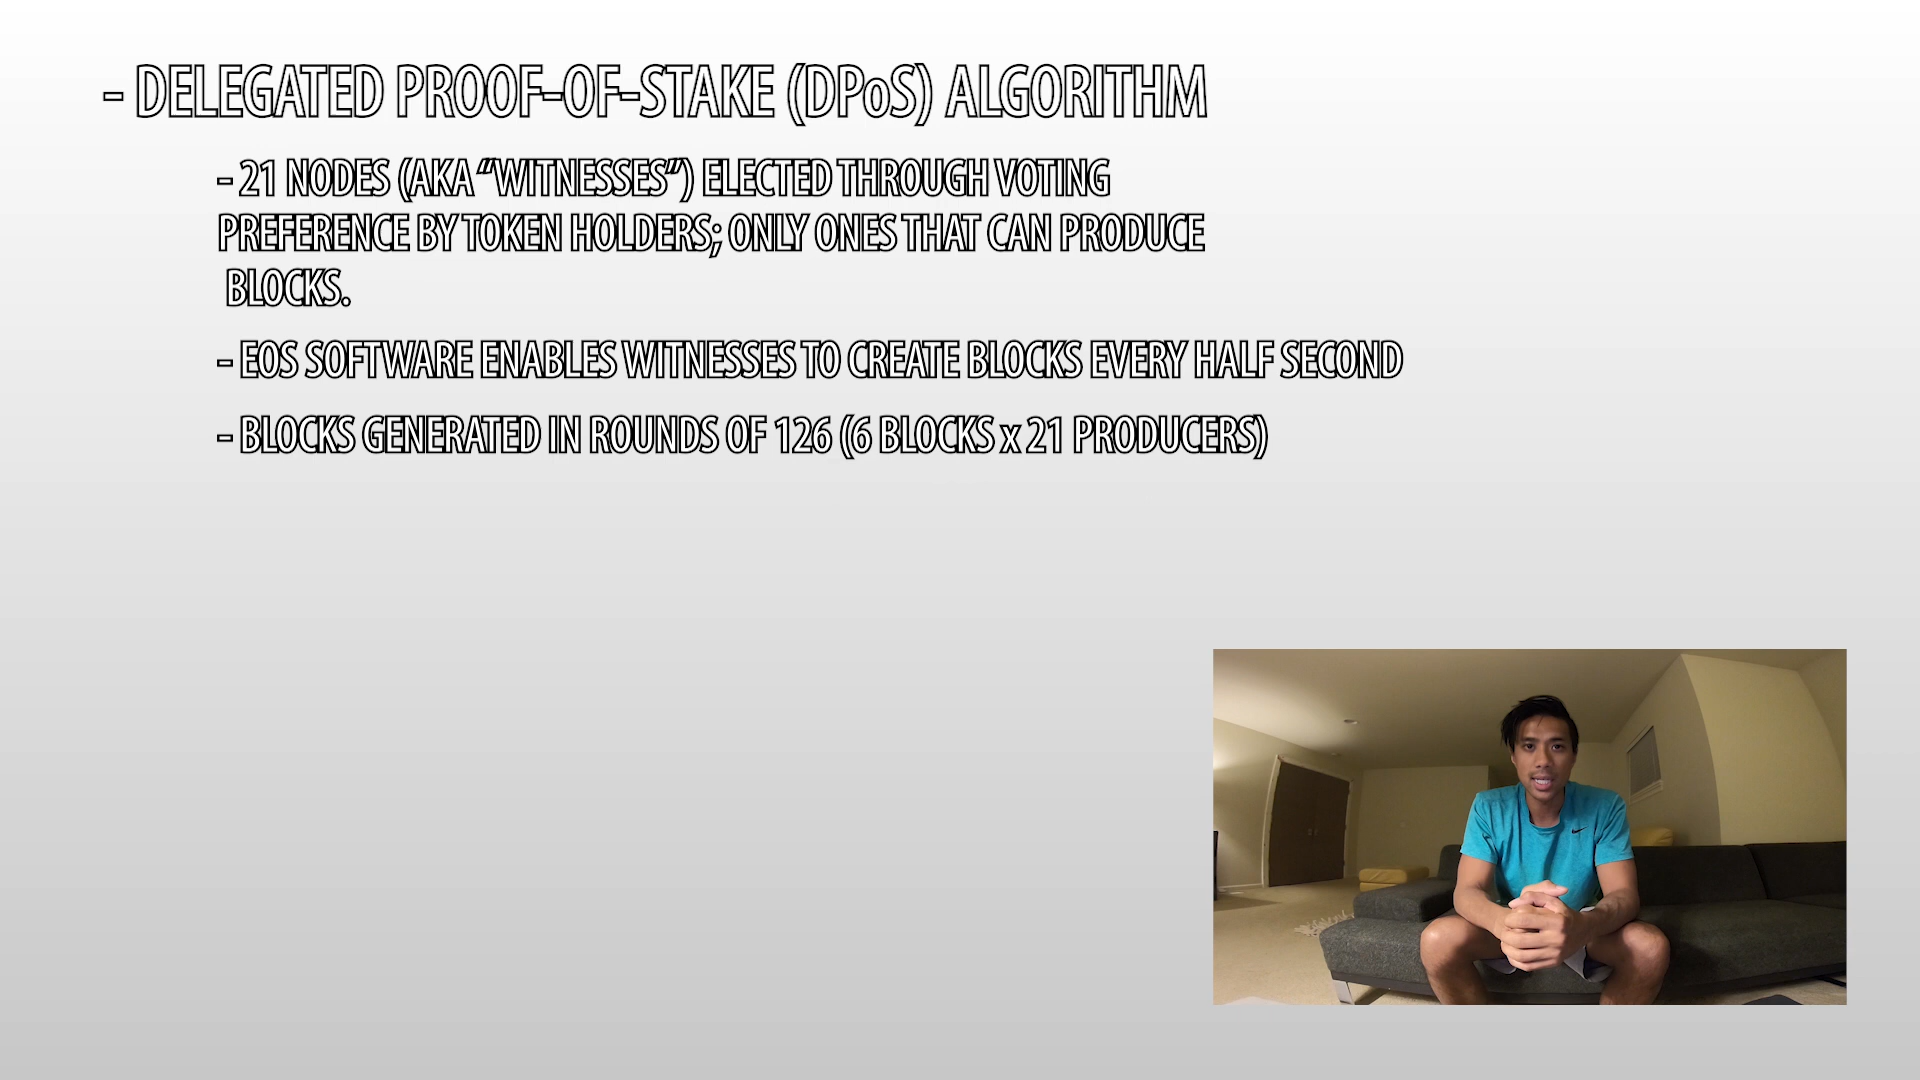 - DELEGATED PROOF-OF-STAKE (DPoS) ALGORITHM
- 21 NODES (AKA “WITNESSES”) ELECTED THROUGH VOTING
PREFERENCE BY TOKEN HOLDERS; ONLY ONES THAT CAN PRODUCE
BLOCKS.
- EOS SOFTWARE ENABLES WITNESSES TO CREATE BLOCKS EVERY HALF SECOND
- BLOCKS GENERATED IN ROUNDS OF 126 (6 BLOCKS x 21 PRODUCERS)